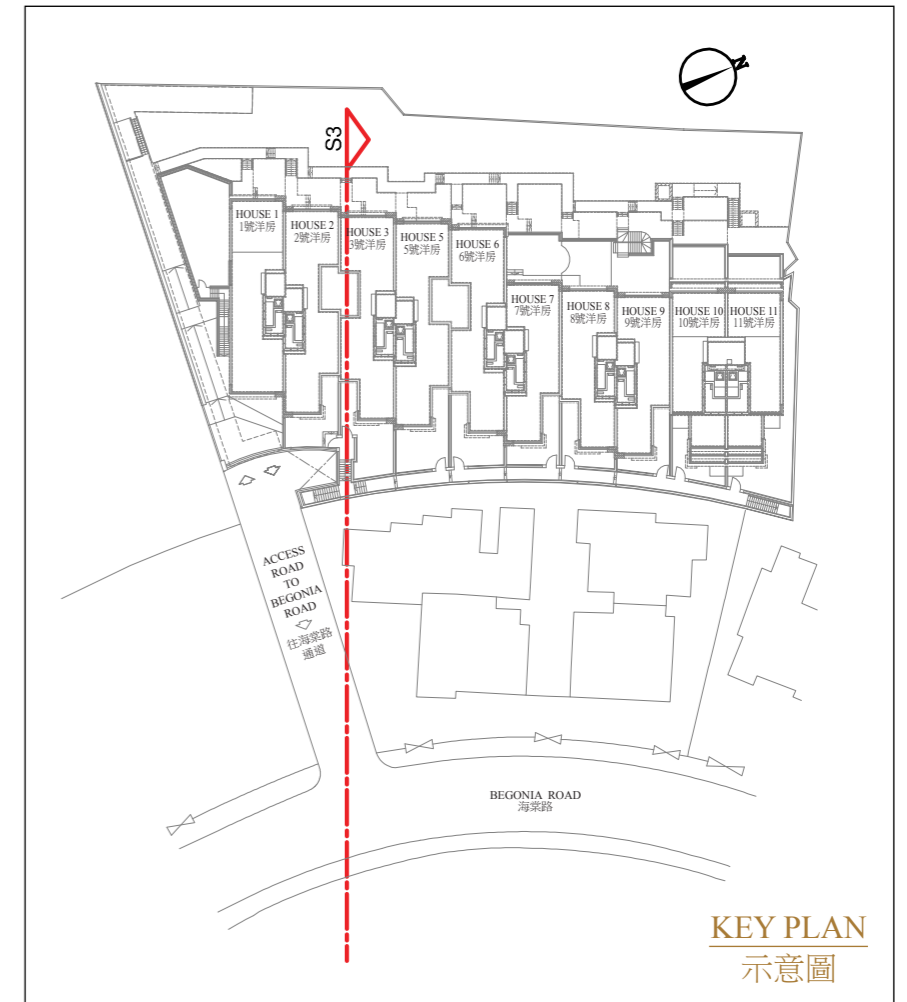 N
S3
HOUSE 1
1號洋房
HOUSE 2
2號洋房
HOUSE 3
3號洋房
HOUSE 5
5號洋房
HOUSE 6
6號洋房
HOUSE 7
7號洋房
HOUSE 8
8號洋房
HOUSE 9
9號洋房
HOUSE 10
10號洋房
HOUSE 11
11號洋房
ACCESS
ROAD
TO
BEGONIA
ROAD
往海棠路
通道
BEGONIA ROAD
海棠路
KEY PLAN
示意圖